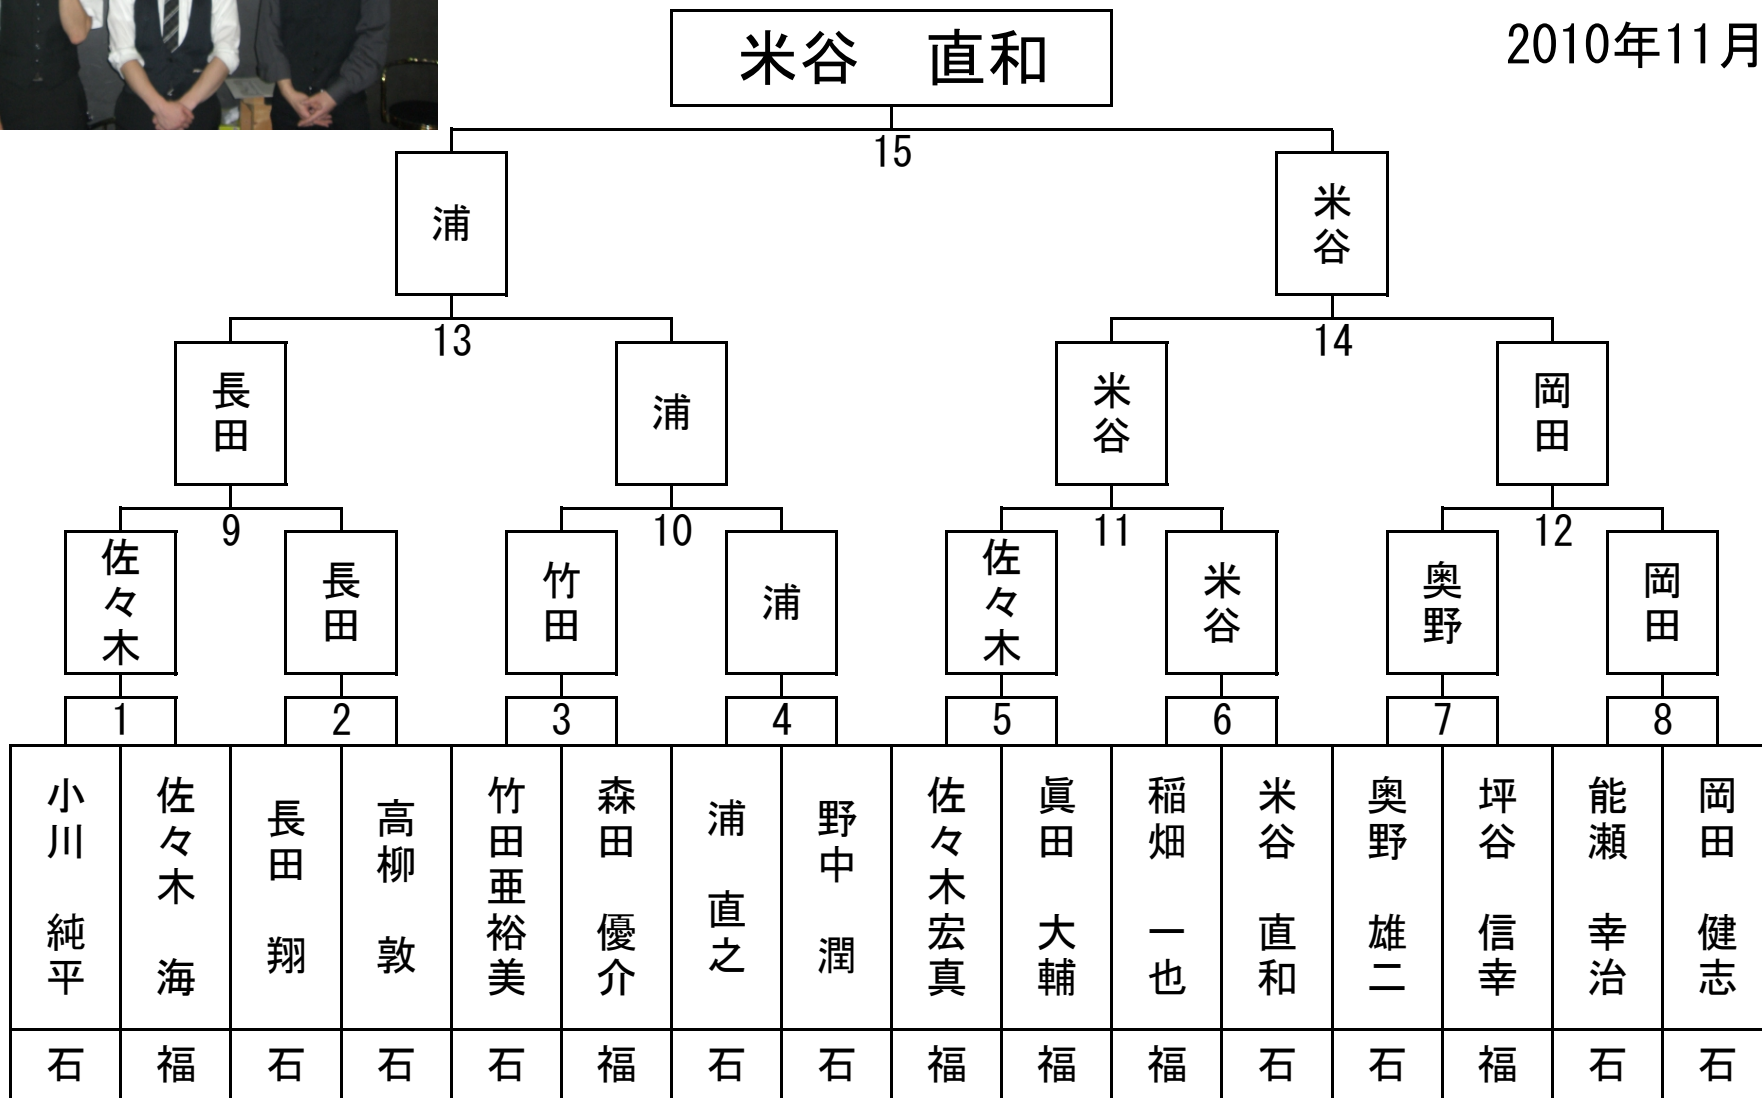 米谷　直和
2010年11月
15
浦
米谷
13
14
長田
浦
米谷
岡田
9
10
11
12
佐々木
長田
竹田
浦
佐々木
米谷
奥野
岡田
1
2
3
4
5
6
7
8
小川　純平
佐々木　海
長田　翔
高柳　敦
竹田亜裕美
森田　優介
浦　直之
野中　潤
佐々木宏真
眞田　大輔
稲畑　一也
米谷　直和
奥野　雄二
坪谷　信幸
能瀬　幸治
岡田　健志
石
福
石
石
石
福
石
石
福
福
福
石
石
福
石
石